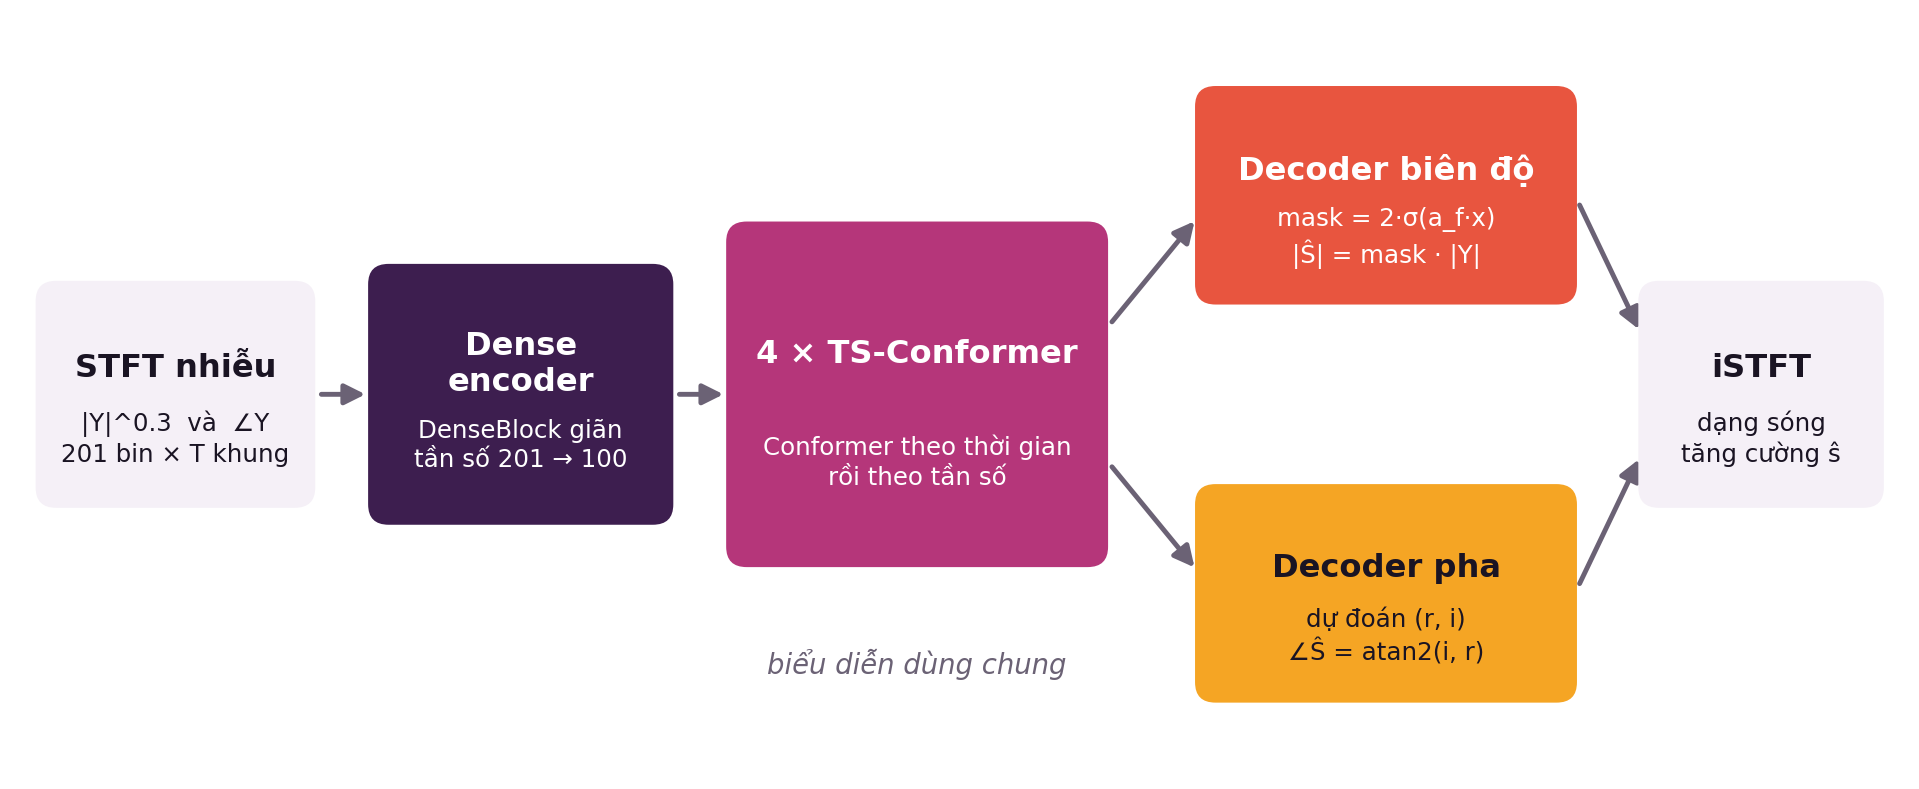 STFT nhiễu
|Y|^0.3 và ∠Y
201 bin × T khung
Dense
encoder
DenseBlock giãn
tần số 201 → 100
4 × TS-Conformer
Conformer theo thời gian
rồi theo tần số
biểu diễn dùng chung
Decoder biên độ
mask = 2·σ(a_f·x)
|Ŝ| = mask · |Y|
Decoder pha
dự đoán (r, i)
∠Ŝ = atan2(i, r)
iSTFT
dạng sóng
tăng cường ŝ